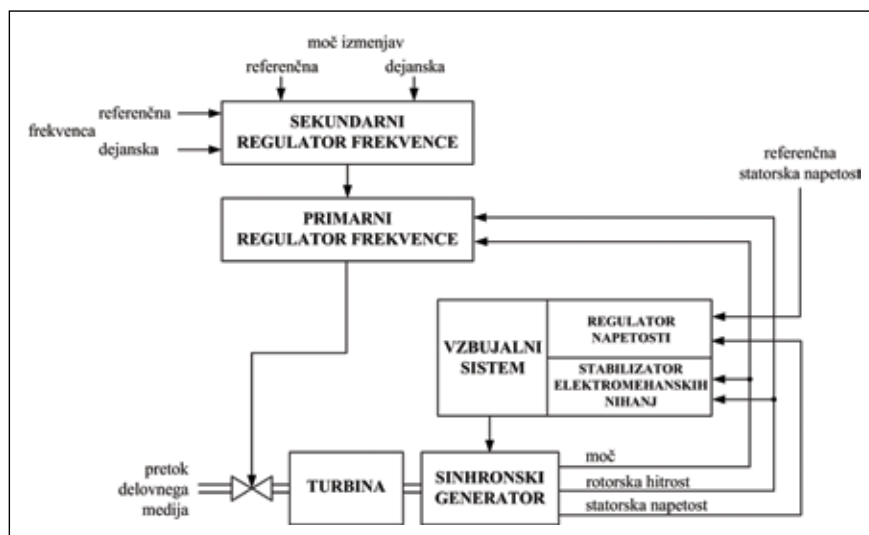 moč izmenjav
referenčna dejanska
referenčna
frekvenca
dejanska
SEKUNDARNI
REGULATOR FREKVENCE
referenčna
statorska napetost
PRIMARNI
REGULATOR FREKVENCE
VZBUJALNI
SISTEM
REGULATOR
NAPETOSTI
STABILIZATOR
ELEKTROMEHANSKIH
NIHANJ
pretok
delovnega
medija
TURBINA
SINHRONSKI
GENERATOR
moč
rotorska hitrost
statorska napetost